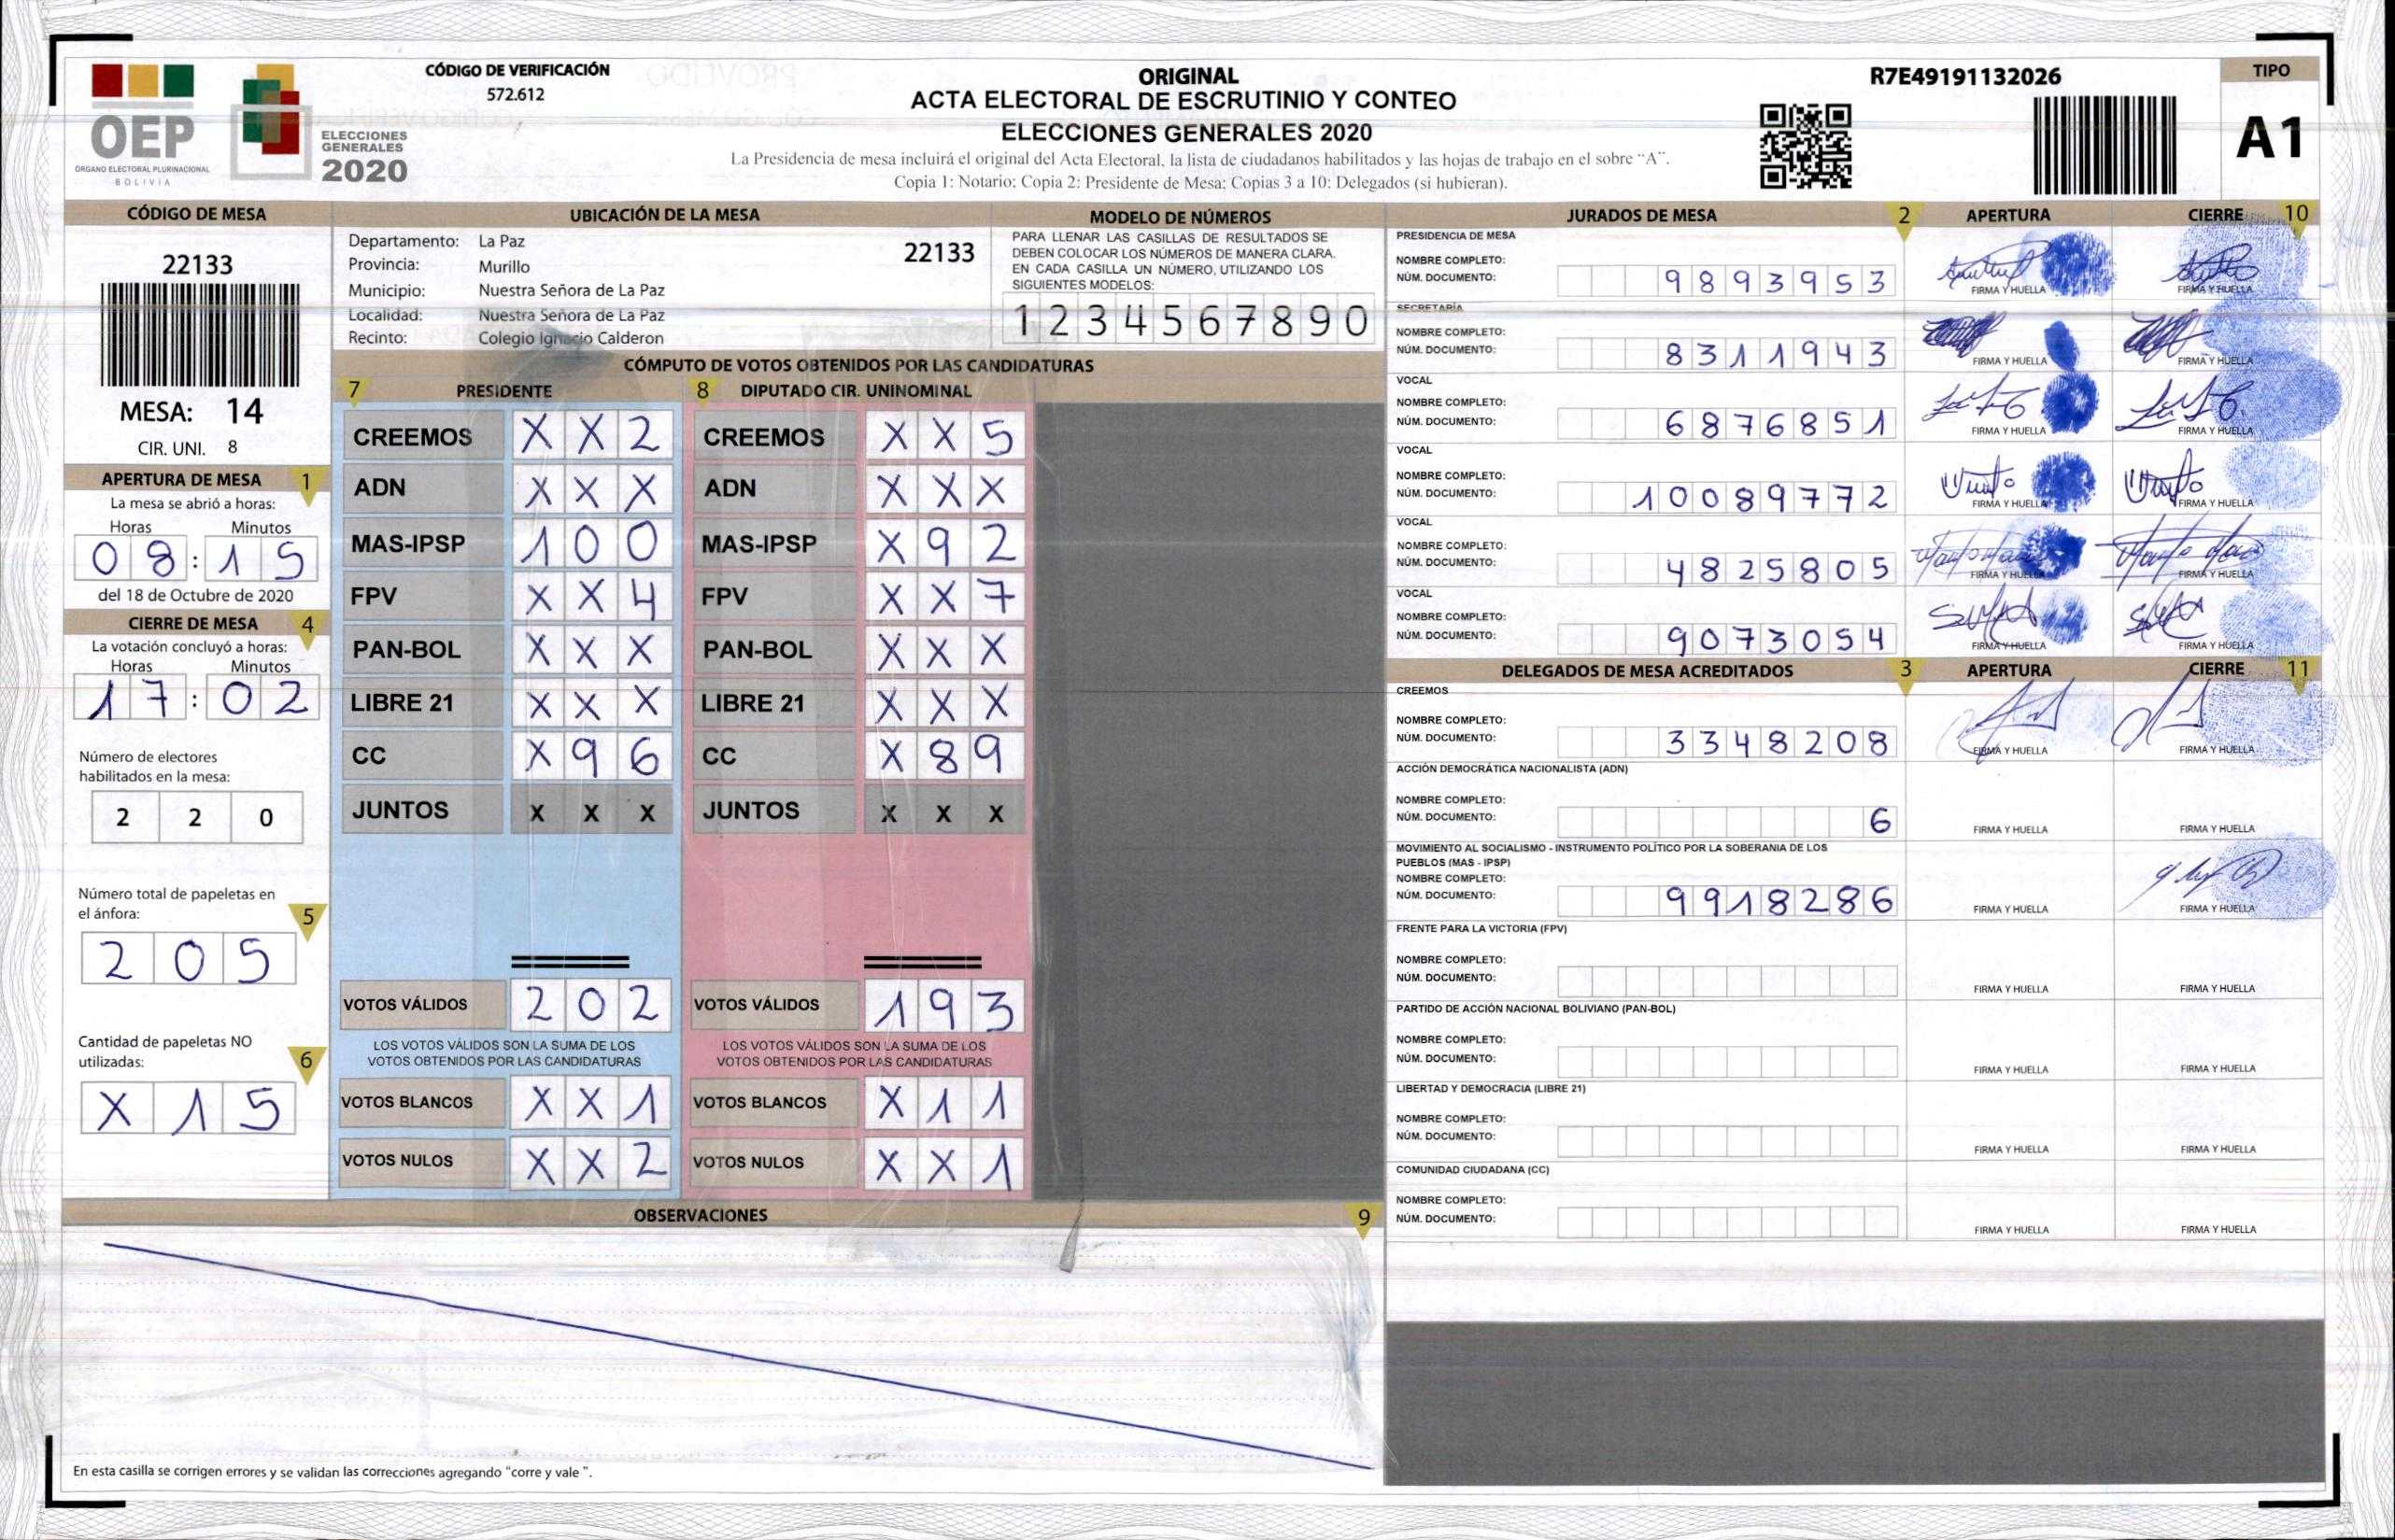 CÓDIGO DE VERIFICACIÓN
572.612
OEP
ÓRGANO ELECTORAL PLURINACIONAL
BOLIVIA
ELECCIONES
GENERALES
2020
ORIGINAL
ACTA ELECTORAL DE ESCRUTINIO Y CONTEO
ELECCIONES GENERALES 2020
La Presidencia de mesa incluirá el original del Acta Electoral, la lista de ciudadanos habilitados y las hojas de trabajo en el sobre "A".
Copia 1: Notario; Copia 2: Presidente de Mesa; Copias 3 a 10: Delegados (si hubieran).
R7E49191132026
TIPO
A1
CÓDIGO DE MESA
22133
MESA: 14
CIR. UNI. 8
APERTURA DE MESA 1
La mesa se abrió a horas:
Horas Minutos
08:15
del 18 de Octubre de 2020
CIERRE DE MESA 4
La votación concluyó a horas:
Horas Minutos
17:02
Número de electores
habilitados en la mesa:
2 2 0
Número total de papeletas en
el ánfora: 5
2 0 5
Cantidad de papeletas NO
utilizadas: 6
X 1 5
UBICACIÓN DE LA MESA
Departamento: La Paz 22133
Provincia: Murillo
Municipio: Nuestra Señora de La Paz
Localidad: Nuestra Señora de La Paz
Recinto: Colegio Ignacio Calderon
MODELO DE NÚMEROS
PARA LLENAR LAS CASILLAS DE RESULTADOS SE
DEBEN COLOCAR LOS NÚMEROS DE MANERA CLARA.
EN CADA CASILLA UN NÚMERO, UTILIZANDO LOS
SIGUIENTES MODELOS:
1 2 3 4 5 6 7 8 9 0
CÓMPUTO DE VOTOS OBTENIDOS POR LAS CANDIDATURAS
7 PRESIDENTE 8 DIPUTADO CIR. UNINOMINAL
CREEMOS X X 2 CREEMOS X X 5
ADN X X X ADN X X X
MAS-IPSP 1 0 0 MAS-IPSP X 9 2
FPV X X 4 FPV X X 7
PAN-BOL X X X PAN-BOL X X X
LIBRE 21 X X X LIBRE 21 X X X
CC X 9 6 CC X 8 9
JUNTOS X X X JUNTOS X X X
VOTOS VÁLIDOS 2 0 2 VOTOS VÁLIDOS 1 9 3
LOS VOTOS VÁLIDOS SON LA SUMA DE LOS LOS VOTOS VÁLIDOS SON LA SUMA DE LOS
VOTOS OBTENIDOS POR LAS CANDIDATURAS VOTOS OBTENIDOS POR LAS CANDIDATURAS
VOTOS BLANCOS X X 1 VOTOS BLANCOS X 1 1
VOTOS NULOS X X 2 VOTOS NULOS X X 1
OBSERVACIONES 9
En esta casilla se corrigen errores y se validan las correcciones agregando "corre y vale ".
JURADOS DE MESA 2 APERTURA CIERRE 10
PRESIDENCIA DE MESA
NOMBRE COMPLETO:
NÚM. DOCUMENTO: 9893953 FIRMA Y HUELLA FIRMA Y HUELLA
SECRETARÍA
NOMBRE COMPLETO:
NÚM. DOCUMENTO: 8311943 FIRMA Y HUELLA FIRMA Y HUELLA
VOCAL
NOMBRE COMPLETO:
NÚM. DOCUMENTO: 6876851 FIRMA Y HUELLA FIRMA Y HUELLA
VOCAL
NOMBRE COMPLETO:
NÚM. DOCUMENTO: 10089772 FIRMA Y HUELLA FIRMA Y HUELLA
VOCAL
NOMBRE COMPLETO:
NÚM. DOCUMENTO: 4825805 FIRMA Y HUELLA FIRMA Y HUELLA
VOCAL
NOMBRE COMPLETO:
NÚM. DOCUMENTO: 9073054 FIRMA Y HUELLA FIRMA Y HUELLA
DELEGADOS DE MESA ACREDITADOS 3 APERTURA CIERRE 11
CREEMOS
NOMBRE COMPLETO:
NÚM. DOCUMENTO: 3348208 FIRMA Y HUELLA FIRMA Y HUELLA
ACCIÓN DEMOCRÁTICA NACIONALISTA (ADN)
NOMBRE COMPLETO:
NÚM. DOCUMENTO: 6 FIRMA Y HUELLA FIRMA Y HUELLA
MOVIMIENTO AL SOCIALISMO - INSTRUMENTO POLÍTICO POR LA SOBERANIA DE LOS
PUEBLOS (MAS - IPSP)
NOMBRE COMPLETO:
NÚM. DOCUMENTO: 9918286 FIRMA Y HUELLA FIRMA Y HUELLA
FRENTE PARA LA VICTORIA (FPV)
NOMBRE COMPLETO:
NÚM. DOCUMENTO: FIRMA Y HUELLA FIRMA Y HUELLA
PARTIDO DE ACCIÓN NACIONAL BOLIVIANO (PAN-BOL)
NOMBRE COMPLETO:
NÚM. DOCUMENTO: FIRMA Y HUELLA FIRMA Y HUELLA
LIBERTAD Y DEMOCRACIA (LIBRE 21)
NOMBRE COMPLETO:
NÚM. DOCUMENTO: FIRMA Y HUELLA FIRMA Y HUELLA
COMUNIDAD CIUDADANA (CC)
NOMBRE COMPLETO:
NÚM. DOCUMENTO: FIRMA Y HUELLA FIRMA Y HUELLA